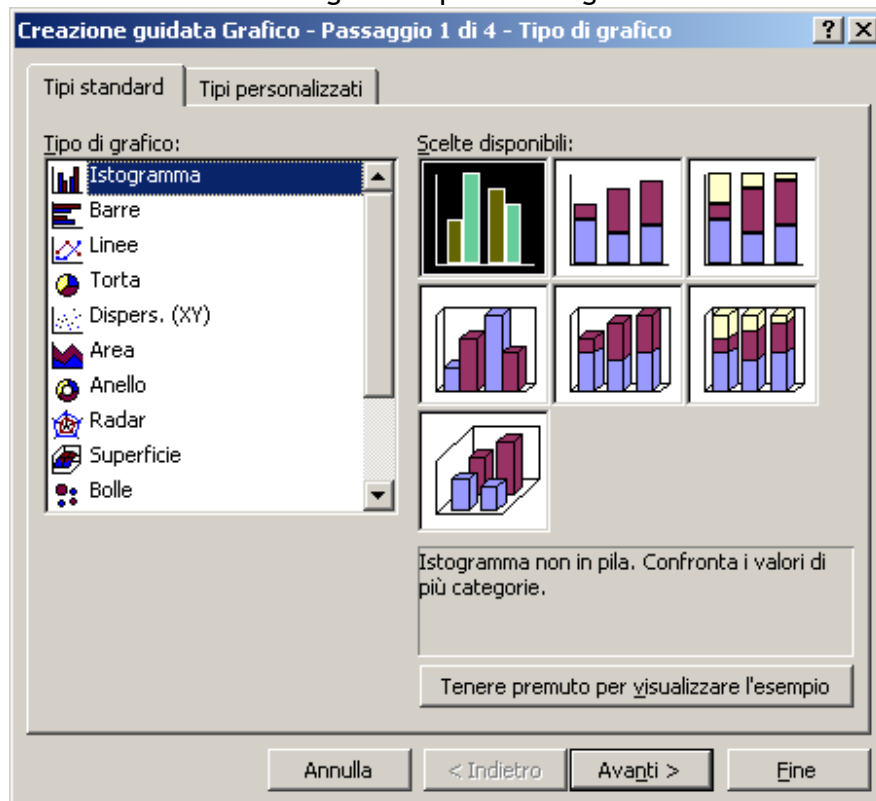 Creazione guidata Grafico - Passaggio 1 di 4 - Tipo di grafico
Tipi standard
Tipi personalizzati
Tipo di grafico:
Istogramma
Barre
Linee
Torta
Dispers. (XY)
Area
Anello
Radar
Superficie
Bolle
Scelte disponibili:
Istogramma non in pila. Confronta i valori di
più categorie.
Tenere premuto per visualizzare l'esempio
Annulla
< Indietro
Avanti >
Fine